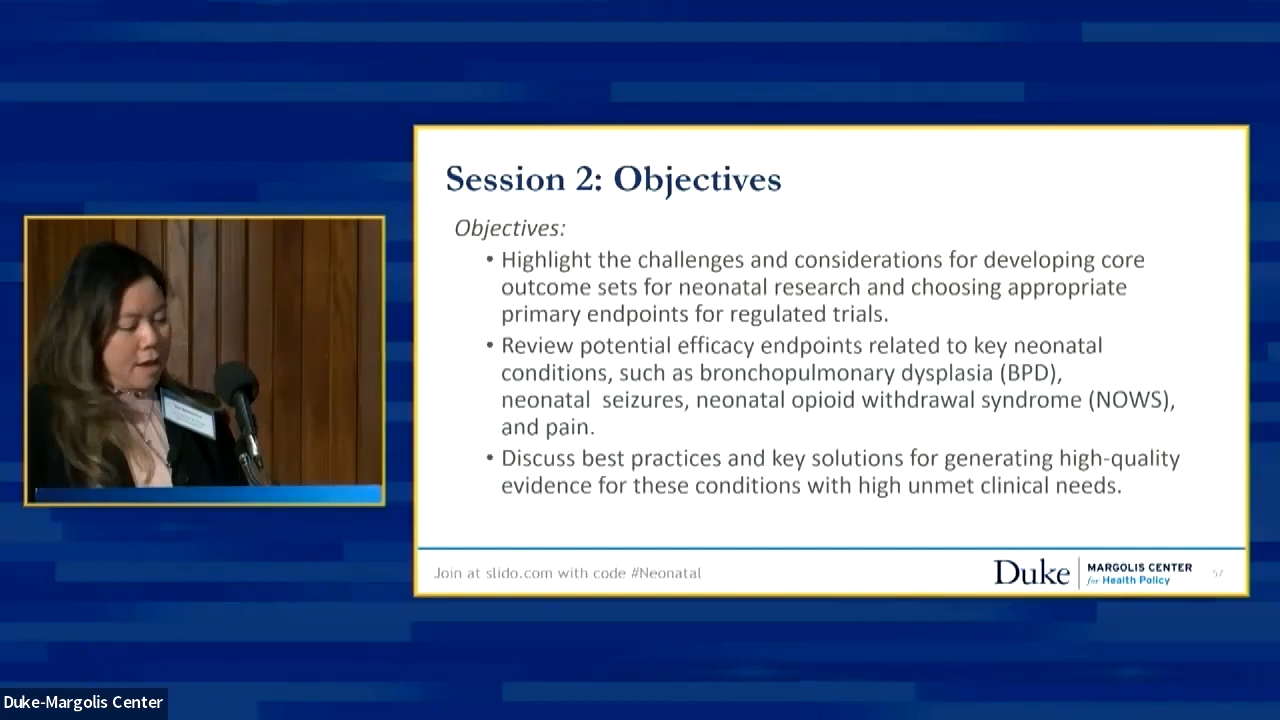 Session 2: Objectives
Objectives:
• Highlight the challenges and considerations for developing core
outcome sets for neonatal research and choosing appropriate
primary endpoints for regulated trials.
• Review potential efficacy endpoints related to key neonatal
conditions, such as bronchopulmonary dysplasia (BPD),
neonatal seizures, neonatal opioid withdrawal syndrome (NOWS),
and pain.
• Discuss best practices and key solutions for generating high-quality
evidence for these conditions with high unmet clinical needs.
Join at slido.com with code #Neonatal
Duke
MARGOLIS CENTER
for Health Policy
57
Duke-Margolis Center